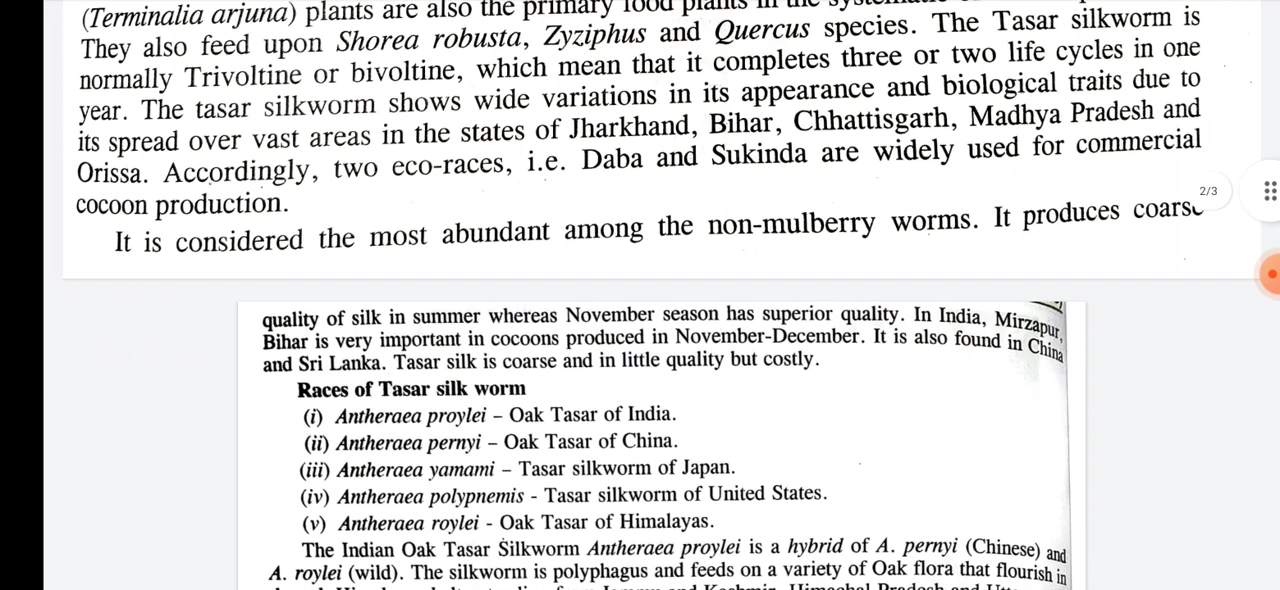 (Terminalia arjuna) plants are also the primary food plants in the
They also feed upon Shorea robusta, Zyziphus and Quercus species. The Tasar silkworm is
normally Trivoltine or bivoltine, which mean that it completes three or two life cycles in one
year. The tasar silkworm shows wide variations in its appearance and biological traits due to
its spread over vast areas in the states of Jharkhand, Bihar, Chhattisgarh, Madhya Pradesh and
Orissa. Accordingly, two eco-races, i.e. Daba and Sukinda are widely used for commercial
cocoon production.
2/3
It is considered the most abundant among the non-mulberry worms. It produces coarse
quality of silk in summer whereas November season has superior quality. In India, Mirzapur,
Bihar is very important in cocoons produced in November-December. It is also found in China
and Sri Lanka. Tasar silk is coarse and in little quality but costly.
Races of Tasar silk worm
(i) Antheraea proylei – Oak Tasar of India.
(ii) Antheraea pernyi – Oak Tasar of China.
(iii) Antheraea yamami – Tasar silkworm of Japan.
(iv) Antheraea polypnemis - Tasar silkworm of United States.
(v) Antheraea roylei - Oak Tasar of Himalayas.
The Indian Oak Tasar Silkworm Antheraea proylei is a hybrid of A. pernyi (Chinese) and
A. roylei (wild). The silkworm is polyphagus and feeds on a variety of Oak flora that flourish in